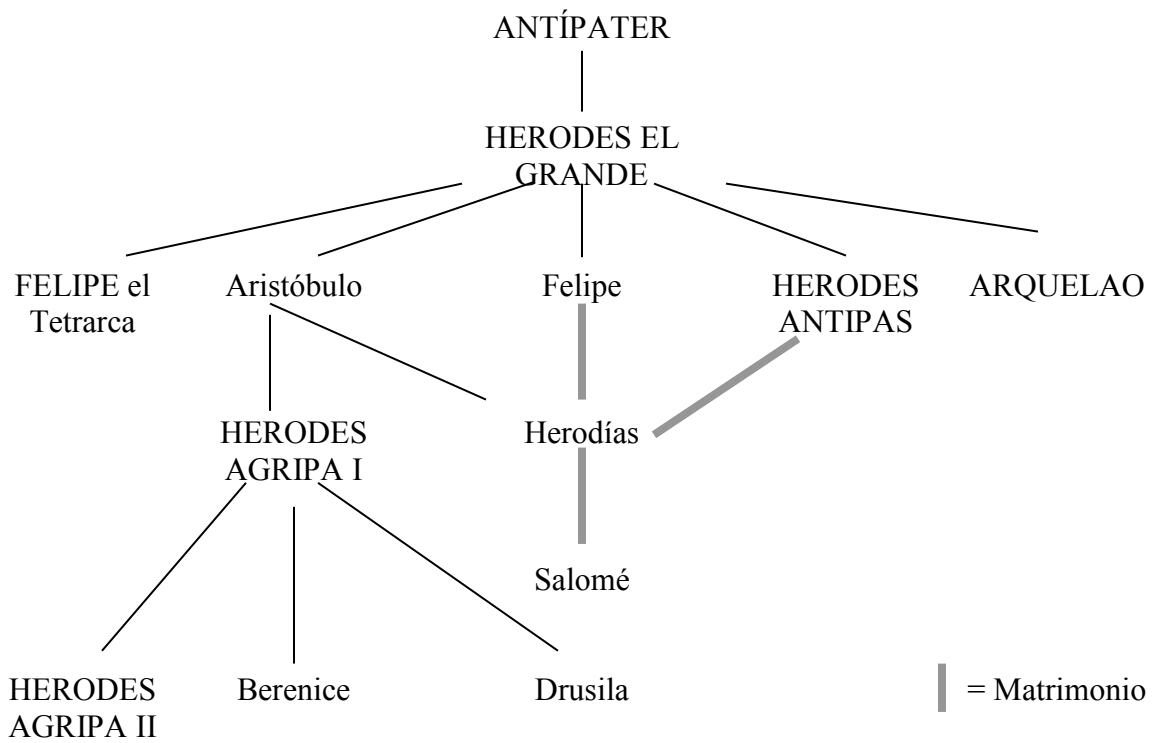 ANTÍPATER
HERODES EL
GRANDE
FELIPE el
Tetrarca
Aristóbulo
Felipe
HERODES
ANTIPAS
ARQUELAO
HERODES
AGRIPA I
Herodías
Salomé
HERODES
AGRIPA II
Berenice
Drusila
= Matrimonio